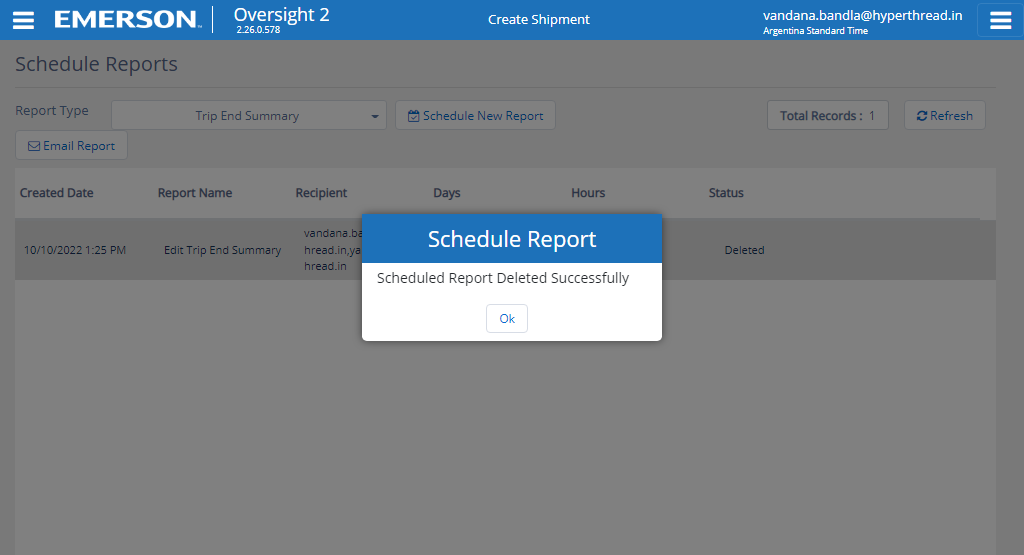 EMERSON
Oversight 2
2.26.0.578
Create Shipment
vandana.bandla@hyperthread.in
Argentina Standard Time
Schedule Reports
Report Type
Trip End Summary
Schedule New Report
Total Records : 1
Refresh
Email Report
Created Date Report Name Recipient Days Hours Status
10/10/2022 1:25 PM
Edit Trip End Summary
vandana.ba
hread.in,ya
hread.in
Deleted
Schedule Report
Scheduled Report Deleted Successfully
Ok